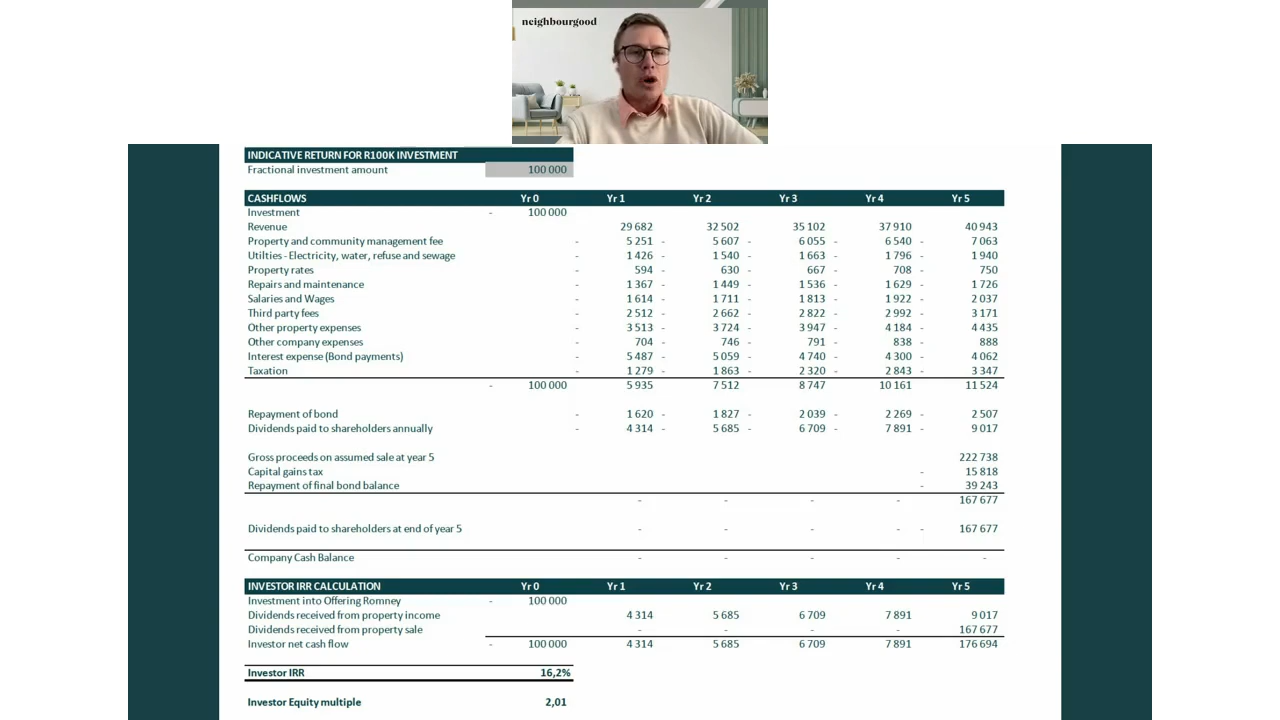 neighbourgood
INDICATIVE RETURN FOR R100K INVESTMENT
Fractional investment amount 100 000
CASHFLOWS Yr 0 Yr 1 Yr 2 Yr 3 Yr 4 Yr 5
Investment - 100 000
Revenue 29 682 32 502 35 102 37 910 40 943
Property and community management fee - 5 251 - 5 607 - 6 055 - 6 540 - 7 063
Utilties - Electricity, water, refuse and sewage - 1 426 - 1 540 - 1 663 - 1 796 - 1 940
Property rates - 594 - 630 - 667 - 708 - 750
Repairs and maintenance - 1 367 - 1 449 - 1 536 - 1 629 - 1 726
Salaries and Wages - 1 614 - 1 711 - 1 813 - 1 922 - 2 037
Third party fees - 2 512 - 2 662 - 2 822 - 2 992 - 3 171
Other property expenses - 3 513 - 3 724 - 3 947 - 4 184 - 4 435
Other company expenses - 704 - 746 - 791 - 838 - 888
Interest expense (Bond payments) - 5 487 - 5 059 - 4 740 - 4 300 - 4 062
Taxation - 1 279 - 1 863 - 2 320 - 2 843 - 3 347
- 100 000 5 935 7 512 8 747 10 161 11 524
Repayment of bond - 1 620 - 1 827 - 2 039 - 2 269 - 2 507
Dividends paid to shareholders annually - 4 314 - 5 685 - 6 709 - 7 891 - 9 017
Gross proceeds on assumed sale at year 5 222 738
Capital gains tax - 15 818
Repayment of final bond balance - 39 243
- - - - 167 677
Dividends paid to shareholders at end of year 5 - - - - - 167 677
Company Cash Balance - - - - -
INVESTOR IRR CALCULATION Yr 0 Yr 1 Yr 2 Yr 3 Yr 4 Yr 5
Investment into Offering Romney - 100 000
Dividends received from property income 4 314 5 685 6 709 7 891 9 017
Dividends received from property sale - - - - 167 677
Investor net cash flow - 100 000 4 314 5 685 6 709 7 891 176 694
Investor IRR 16,2%
Investor Equity multiple 2,01